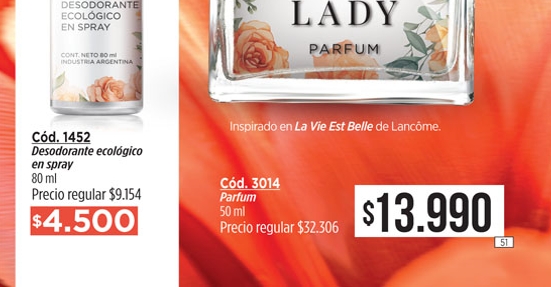 DESODORANTE
ECOLÓGICO
EN SPRAY
CONT. NETO 80 ml
INDUSTRIA ARGENTINA
Cód. 1452
Desodorante ecológico
en spray
80 ml
Precio regular $9.154
$4.500
LADY
PARFUM
Inspirado en La Vie Est Belle de Lancôme.
Cód. 3014
Parfum
50 ml
Precio regular $32.306
$13.990
51